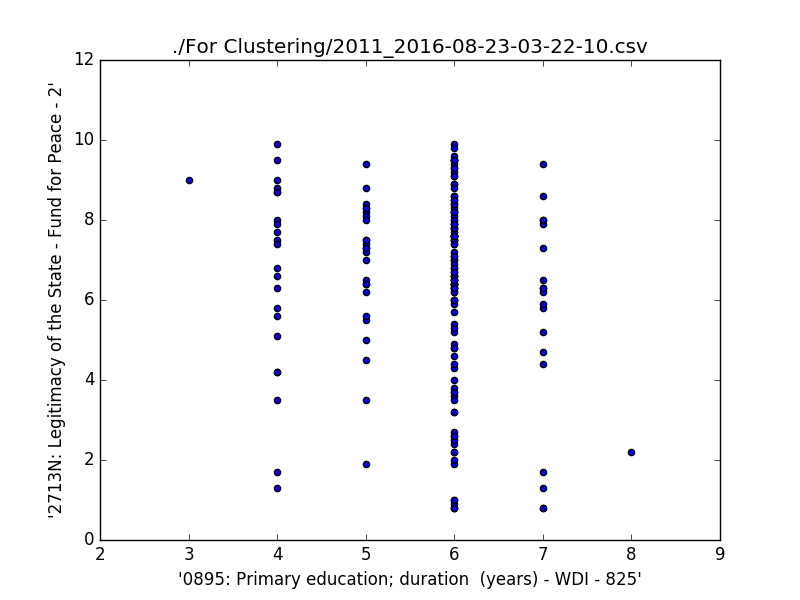 ./For Clustering/2011_2016-08-23-03-22-10.csv
12
10
8
6
4
2
0
'2713N: Legitimacy of the State - Fund for Peace - 2'
2 3 4 5 6 7 8 9
'0895: Primary education; duration  (years) - WDI - 825'